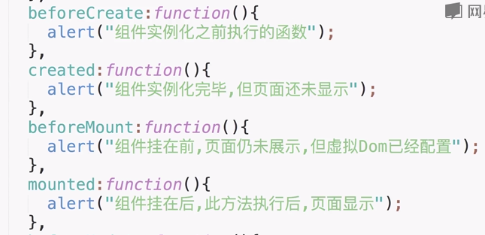 网易
beforeCreate:function(){
alert("组件实例化之前执行的函数");
},
created:function(){
alert("组件实例化完毕,但页面还未显示");
},
beforeMount:function(){
alert("组件挂在前,页面仍未展示,但虚拟Dom已经配置");
},
mounted:function(){
alert("组件挂在后,此方法执行后,页面显示");
},